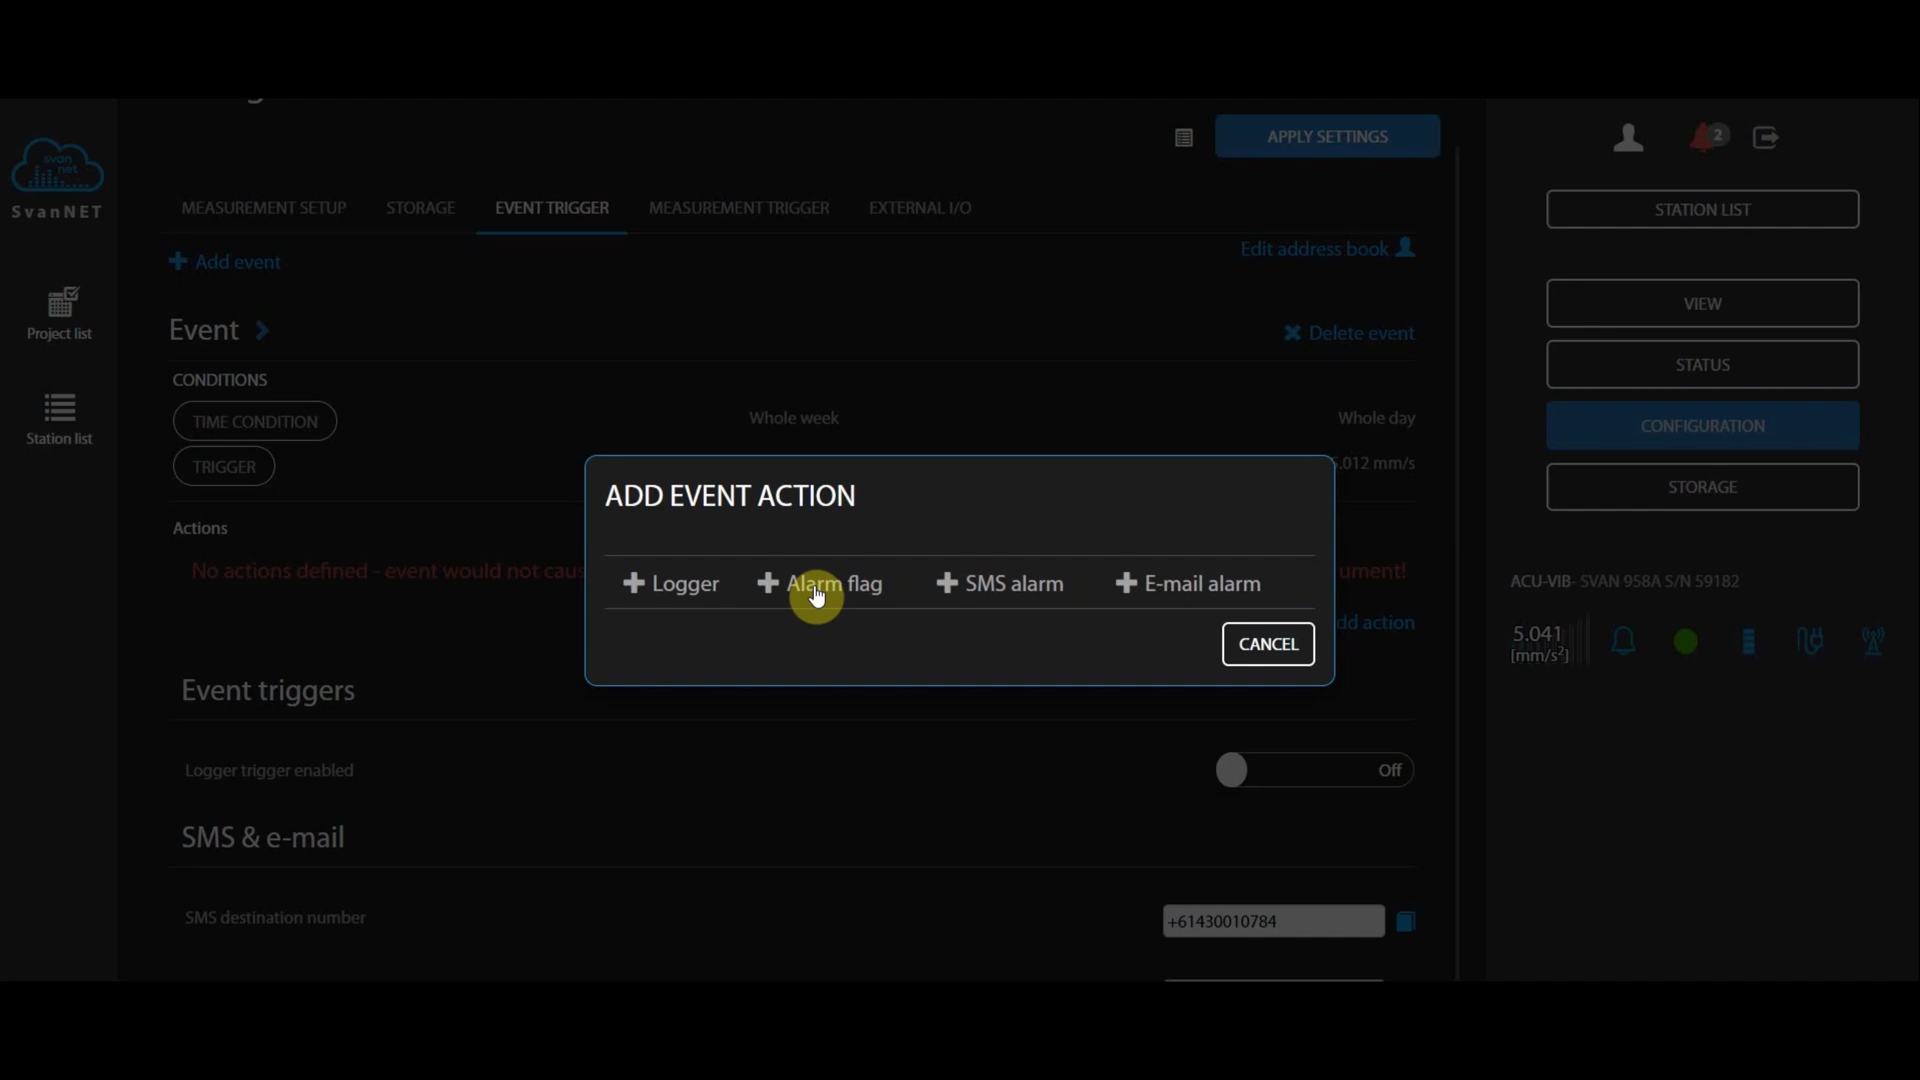 APPLY SETTINGS
2
svan
net
SvanNET
STATION LIST
MEASUREMENT SETUP
STORAGE
EVENT TRIGGER
MEASUREMENT TRIGGER
EXTERNAL I/O
Add event
Edit address book
Project list
VIEW
Event
Delete event
STATUS
CONDITIONS
TIME CONDITION
Whole week
Whole day
CONFIGURATION
Station list
TRIGGER
5.012 mm/s
STORAGE
ADD EVENT ACTION
Actions
No actions defined - event would not cau
ument!
Logger
Alarm flag
SMS alarm
E-mail alarm
ACU-VIB- SVAN 958A S/N 59182
dd action
CANCEL
5.041
[mm/s²]
Event triggers
Logger trigger enabled
Off
SMS & e-mail
SMS destination number
+61430010784